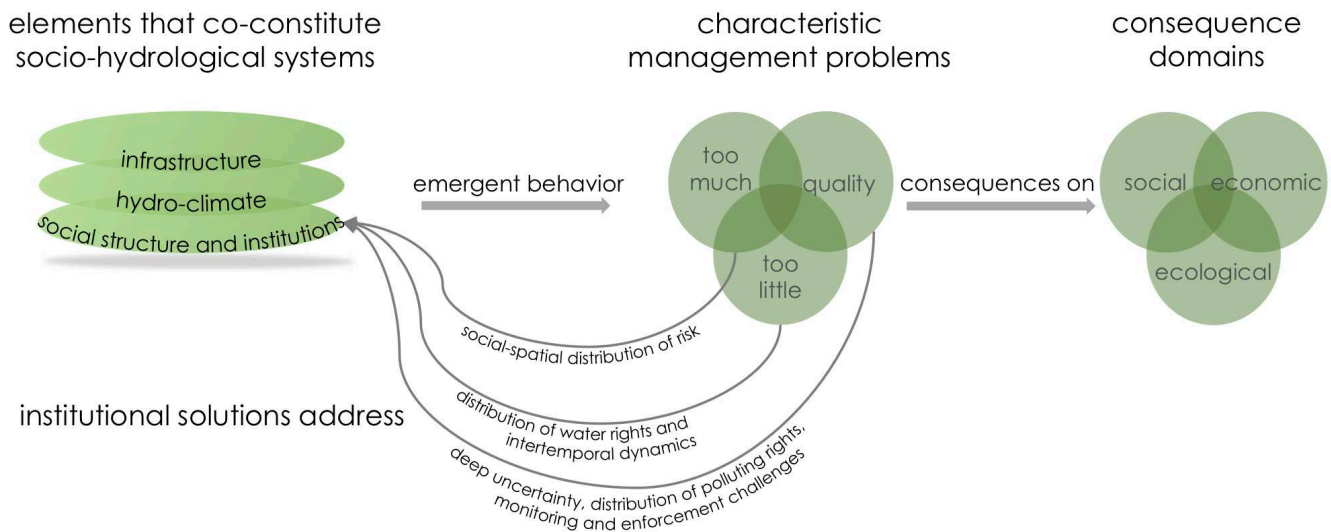 elements that co-constitute
socio-hydrological systems
characteristic
management problems
consequence
domains
infrastructure
hydro-climate
social structure and institutions
emergent behavior
too
much
quality
too
little
consequences on
social
economic
ecological
social-spatial distribution of risk
institutional solutions address
distribution of water rights and
intertemporal dynamics
deep uncertainty, distribution of polluting rights,
monitoring and enforcement challenges